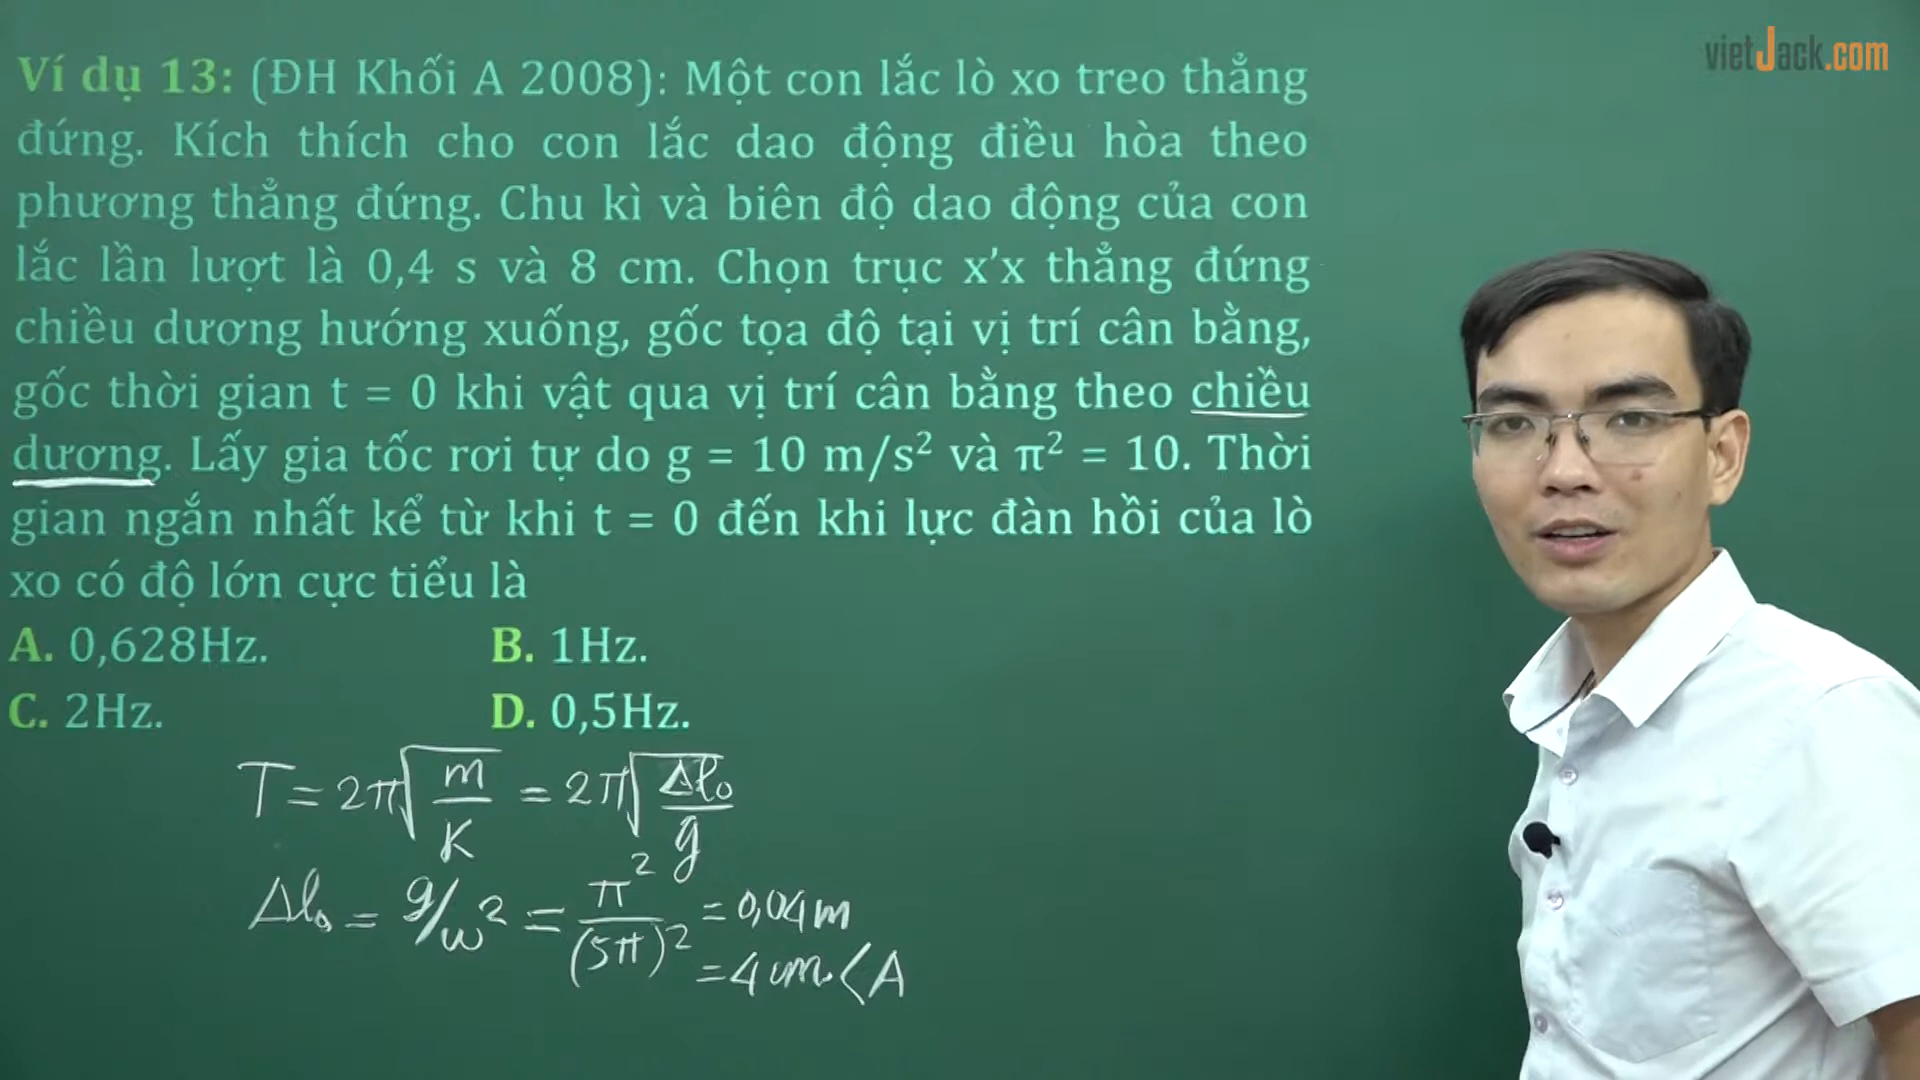 vietJack.com
Ví dụ 13: (ĐH Khối A 2008): Một con lắc lò xo treo thẳng
đứng. Kích thích cho con lắc dao động điều hòa theo
phương thẳng đứng. Chu kì và biên độ dao động của con
lắc lần lượt là 0,4 s và 8 cm. Chọn trục x’x thẳng đứng
chiều dương hướng xuống, gốc tọa độ tại vị trí cân bằng,
gốc thời gian t = 0 khi vật qua vị trí cân bằng theo chiều
dương. Lấy gia tốc rơi tự do g = 10 m/s² và π² = 10. Thời
gian ngắn nhất kể từ khi t = 0 đến khi lực đàn hồi của lò
xo có độ lớn cực tiểu là
A. 0,628Hz. B. 1Hz.
C. 2Hz. D. 0,5Hz.
T = 2π√(m/K) = 2π√(Δl₀/g)
Δl₀ = g/ω² = π²/(5π)² = 0,04m
= 4cm < A